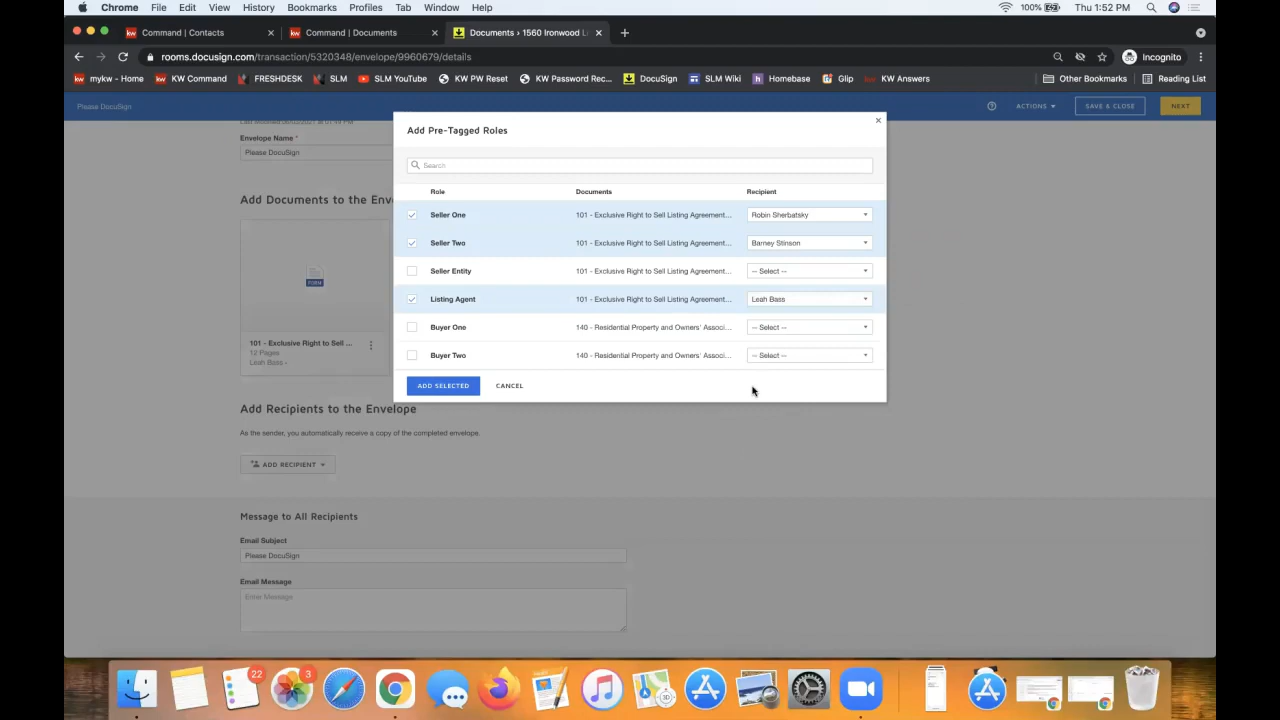 Chrome File Edit View History Bookmarks Profiles Tab Window Help 100% Thu 1:52 PM
Command | Contacts × Command | Documents × Documents › 1560 Ironwood L × +
rooms.docusign.com/transaction/5320348/envelope/9960679/details Incognito
kw mykw - Home kw KW Command FRESHDESK SLM SLM YouTube KW PW Reset KW Password Rec... DocuSign SLM Wiki Homebase Glip kw KW Answers Other Bookmarks Reading List
Please DocuSign ACTIONS SAVE & CLOSE NEXT
Envelope Name *
Please DocuSign
Add Documents to the Env
FORM
101 - Exclusive Right to Sell ...
12 Pages
Leah Bass -
Add Pre-Tagged Roles ×
Search
Role Documents Recipient
Seller One 101 - Exclusive Right to Sell Listing Agreement... Robin Sherbatsky
Seller Two 101 - Exclusive Right to Sell Listing Agreement... Barney Stinson
Seller Entity 101 - Exclusive Right to Sell Listing Agreement... -- Select --
Listing Agent 101 - Exclusive Right to Sell Listing Agreement... Leah Bass
Buyer One 140 - Residential Property and Owners' Associ... -- Select --
Buyer Two 140 - Residential Property and Owners' Associ... -- Select --
ADD SELECTED CANCEL
Add Recipients to the Envelope
As the sender, you automatically receive a copy of the completed envelope.
ADD RECIPIENT
Message to All Recipients
Email Subject
Please DocuSign
Email Message
Enter Message
22 3 3D